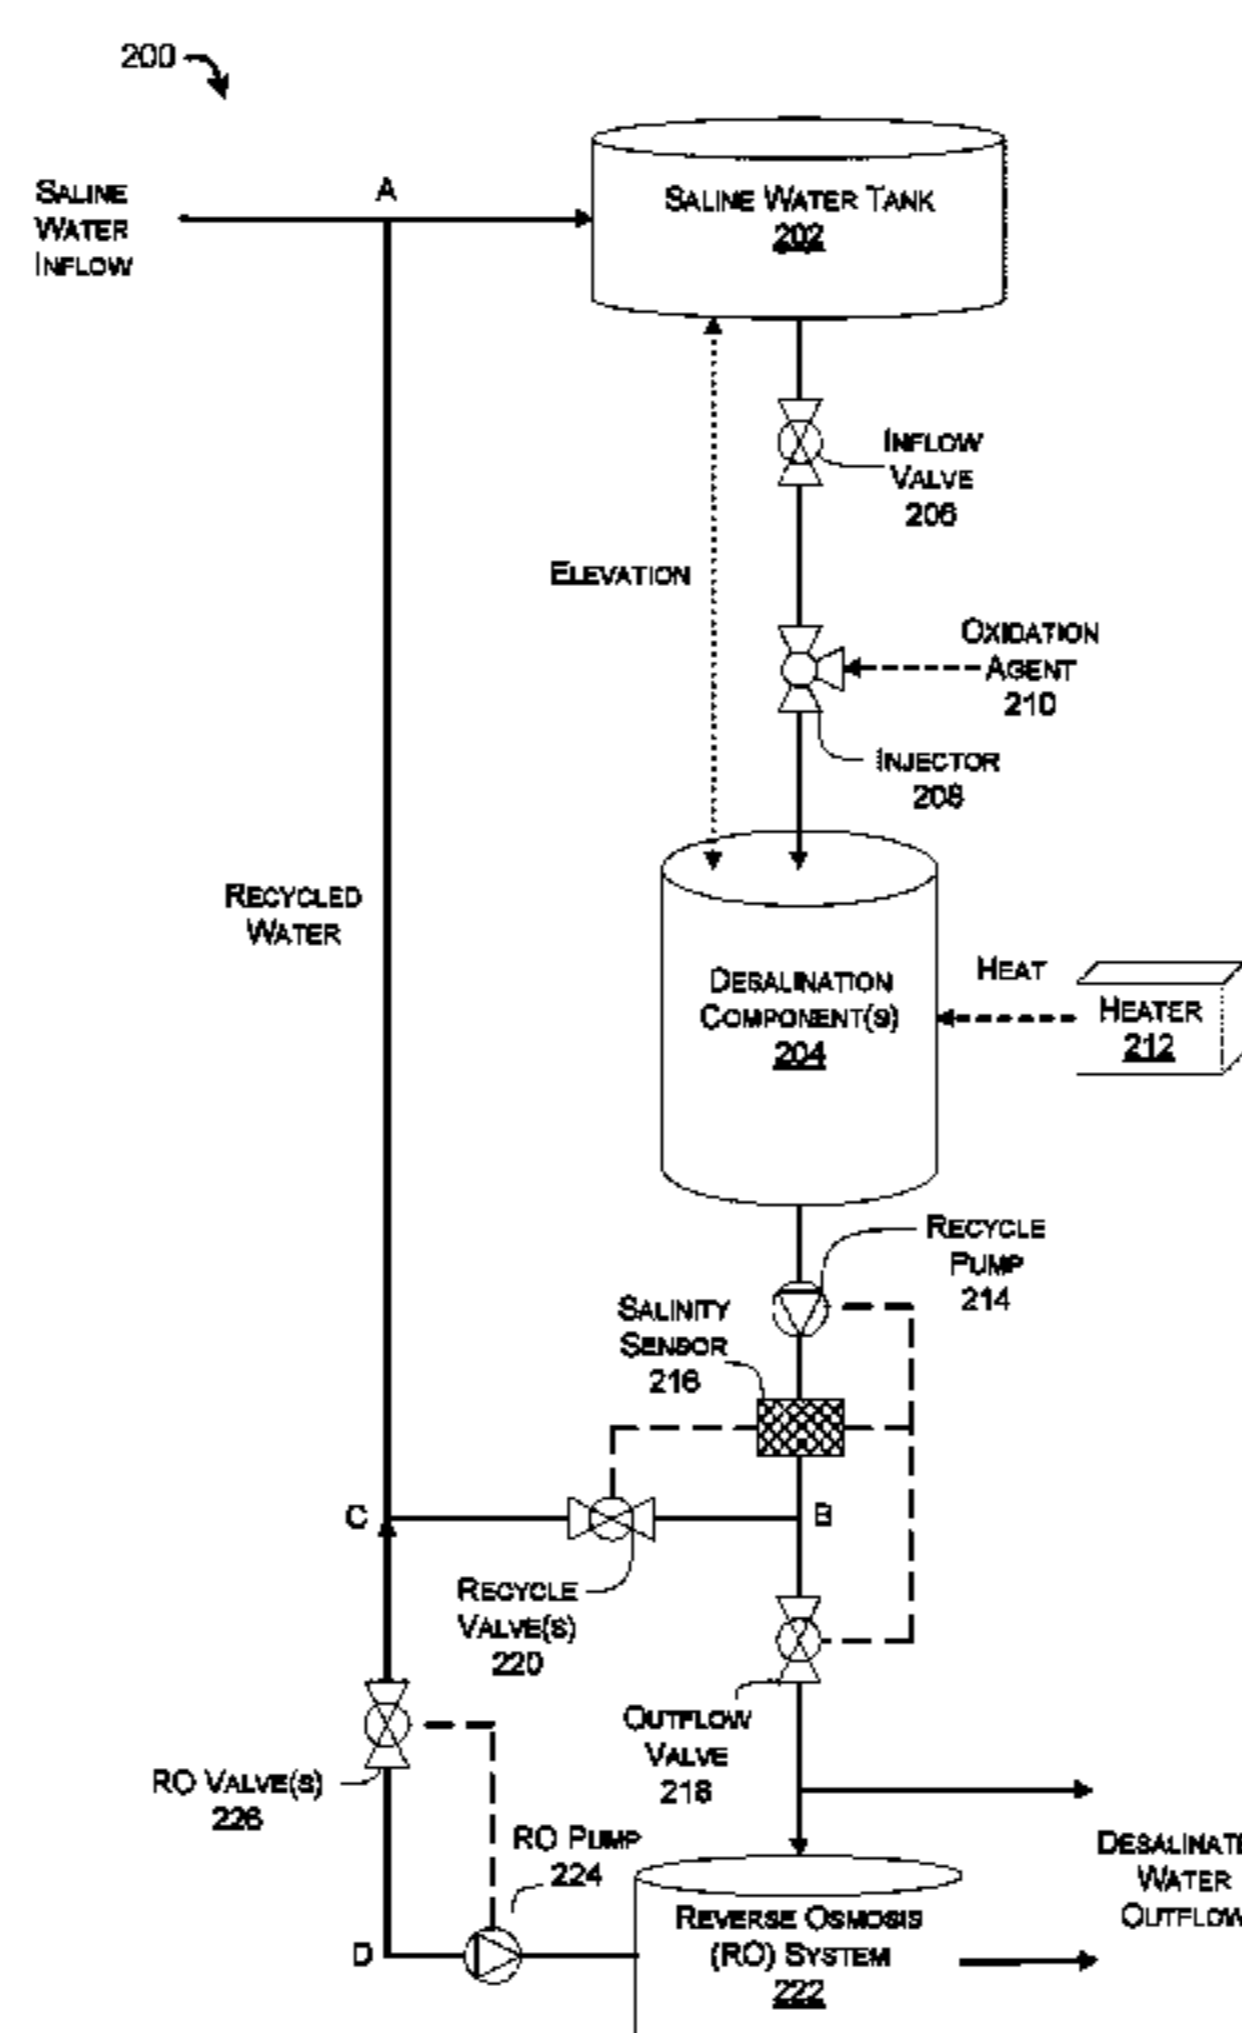 200
SALINE
WATER
INFLOW
A
SALINE WATER TANK
202
INFLOW
VALVE
206
ELEVATION
OXIDATION
AGENT
210
INJECTOR
208
RECYCLED
WATER
DESALINATION
COMPONENT(S)
204
HEAT
HEATER
212
RECYCLE
PUMP
214
SALINITY
SENSOR
216
C
B
RECYCLE
VALVE(S)
220
OUTFLOW
VALVE
218
RO VALVE(S)
226
RO PUMP
224
DESALINATE
WATER
OUTFLOW
D
REVERSE OSMOSIS
(RO) SYSTEM
222